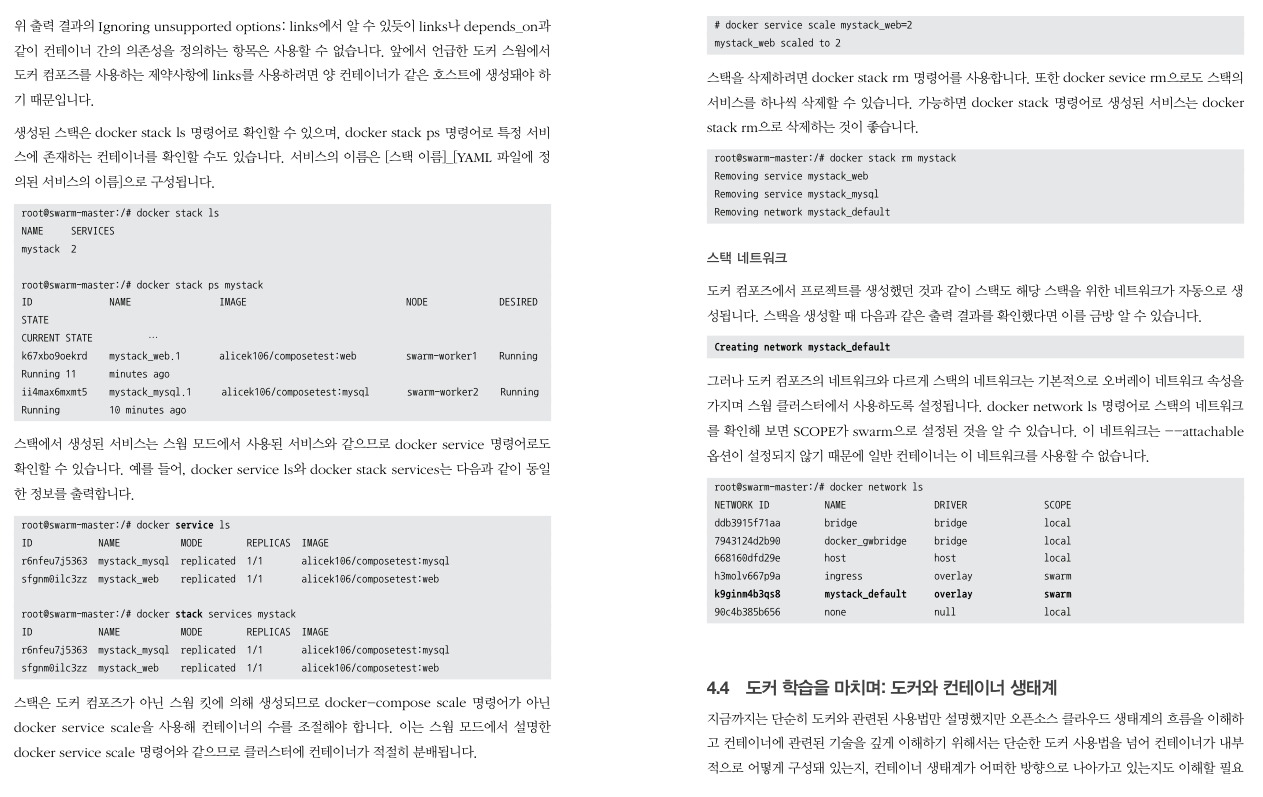 위 출력 결과의 Ignoring unsupported options: links에서 알 수 있듯이 links나 depends_on과
같이 컨테이너 간의 의존성을 정의하는 항목은 사용할 수 없습니다. 앞에서 언급한 도커 스웜에서
도커 컴포즈를 사용하는 제약사항에 links를 사용하려면 양 컨테이너가 같은 호스트에 생성돼야 하
기 때문입니다.
생성된 스택은 docker stack ls 명령어로 확인할 수 있으며, docker stack ps 명령어로 특정 서비
스에 존재하는 컨테이너를 확인할 수도 있습니다. 서비스의 이름은 [스택 이름]_[YAML 파일에 정
의된 서비스의 이름]으로 구성됩니다.
root@swarm-master:/# docker stack ls
NAME SERVICES
mystack 2
root@swarm-master:/# docker stack ps mystack
ID NAME IMAGE NODE DESIRED
STATE
CURRENT STATE ...
k67xbo9oekrd mystack_web.1 alicek106/composetest:web swarm-worker1 Running
Running 11 minutes ago
ii4max6mxmt5 mystack_mysql.1 alicek106/composetest:mysql swarm-worker2 Running
Running 10 minutes ago
스택에서 생성된 서비스는 스웜 모드에서 사용된 서비스와 같으므로 docker service 명령어로도
확인할 수 있습니다. 예를 들어, docker service ls와 docker stack services는 다음과 같이 동일
한 정보를 출력합니다.
root@swarm-master:/# docker service ls
ID NAME MODE REPLICAS IMAGE
r6nfeu7j5363 mystack_mysql replicated 1/1 alicek106/composetest:mysql
sfgnm0ilc3zz mystack_web replicated 1/1 alicek106/composetest:web
root@swarm-master:/# docker stack services mystack
ID NAME MODE REPLICAS IMAGE
r6nfeu7j5363 mystack_mysql replicated 1/1 alicek106/composetest:mysql
sfgnm0ilc3zz mystack_web replicated 1/1 alicek106/composetest:web
스택은 도커 컴포즈가 아닌 스웜 킷에 의해 생성되므로 docker-compose scale 명령어가 아닌
docker service scale을 사용해 컨테이너의 수를 조절해야 합니다. 이는 스웜 모드에서 설명한
docker service scale 명령어와 같으므로 클러스터에 컨테이너가 적절히 분배됩니다.
# docker service scale mystack_web=2
mystack_web scaled to 2
스택을 삭제하려면 docker stack rm 명령어를 사용합니다. 또한 docker sevice rm으로도 스택의
서비스를 하나씩 삭제할 수 있습니다. 가능하면 docker stack 명령어로 생성된 서비스는 docker
stack rm으로 삭제하는 것이 좋습니다.
root@swarm-master:/# docker stack rm mystack
Removing service mystack_web
Removing service mystack_mysql
Removing network mystack_default
스택 네트워크
도커 컴포즈에서 프로젝트를 생성했던 것과 같이 스택도 해당 스택을 위한 네트워크가 자동으로 생
성됩니다. 스택을 생성할 때 다음과 같은 출력 결과를 확인했다면 이를 금방 알 수 있습니다.
Creating network mystack_default
그러나 도커 컴포즈의 네트워크와 다르게 스택의 네트워크는 기본적으로 오버레이 네트워크 속성을
가지며 스웜 클러스터에서 사용하도록 설정됩니다. docker network ls 명령어로 스택의 네트워크
를 확인해 보면 SCOPE가 swarm으로 설정된 것을 알 수 있습니다. 이 네트워크는 --attachable
옵션이 설정되지 않기 때문에 일반 컨테이너는 이 네트워크를 사용할 수 없습니다.
root@swarm-master:/# docker network ls
NETWORK ID NAME DRIVER SCOPE
ddb3915f71aa bridge bridge local
7943124d2b90 docker_gwbridge bridge local
668160dfd29e host host local
h3molv667p9a ingress overlay swarm
k9ginm4b3qs8 mystack_default overlay swarm
90c4b385b656 none null local
4.4 도커 학습을 마치며: 도커와 컨테이너 생태계
지금까지는 단순히 도커와 관련된 사용법만 설명했지만 오픈소스 클라우드 생태계의 흐름을 이해하
고 컨테이너에 관련된 기술을 깊게 이해하기 위해서는 단순한 도커 사용법을 넘어 컨테이너가 내부
적으로 어떻게 구성돼 있는지, 컨테이너 생태계가 어떠한 방향으로 나아가고 있는지도 이해할 필요